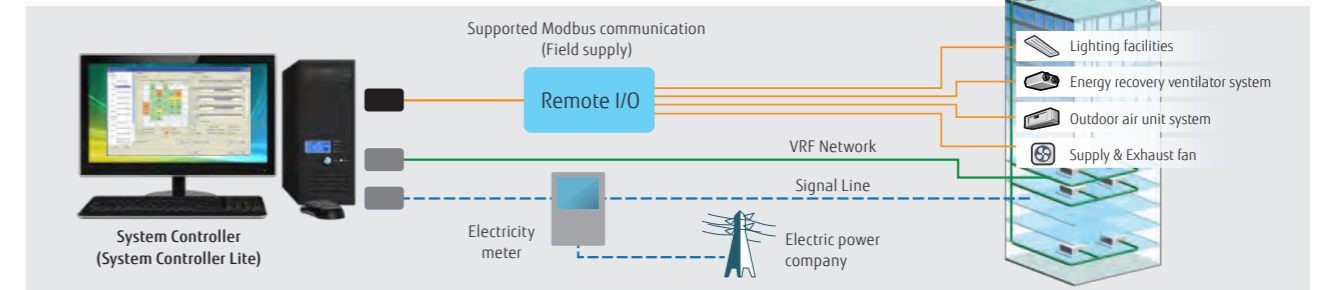 Supported Modbus communication
(Field supply)
Remote I/O
Lighting facilities
Energy recovery ventilator system
Outdoor air unit system
Supply & Exhaust fan
VRF Network
Signal Line
Electricity
meter
Electric power
company
System Controller
(System Controller Lite)